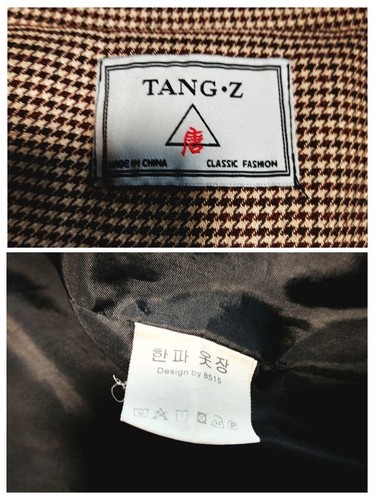 TANG·Z
唐
MADE IN CHINA CLASSIC FASHION
한파 옷장
Design by 8515